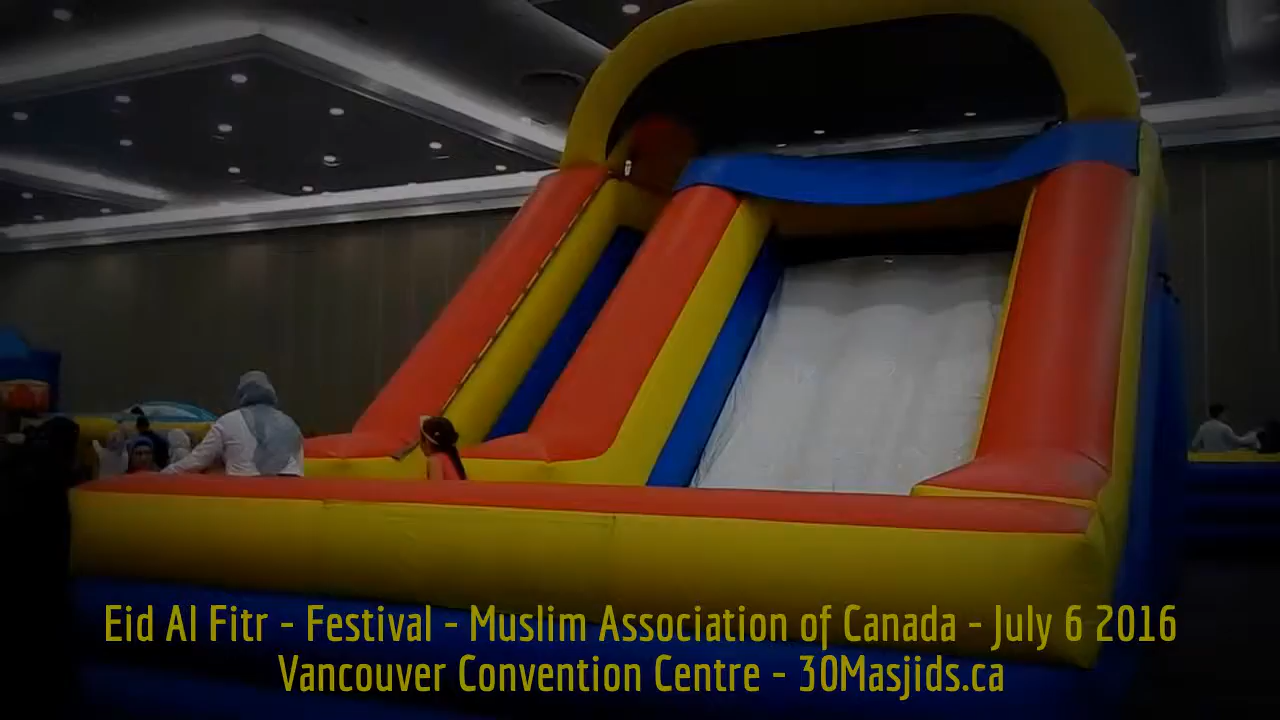 Eid Al Fitr - Festival - Muslim Association of Canada - July 6 2016
Vancouver Convention Centre - 30Masjids.ca